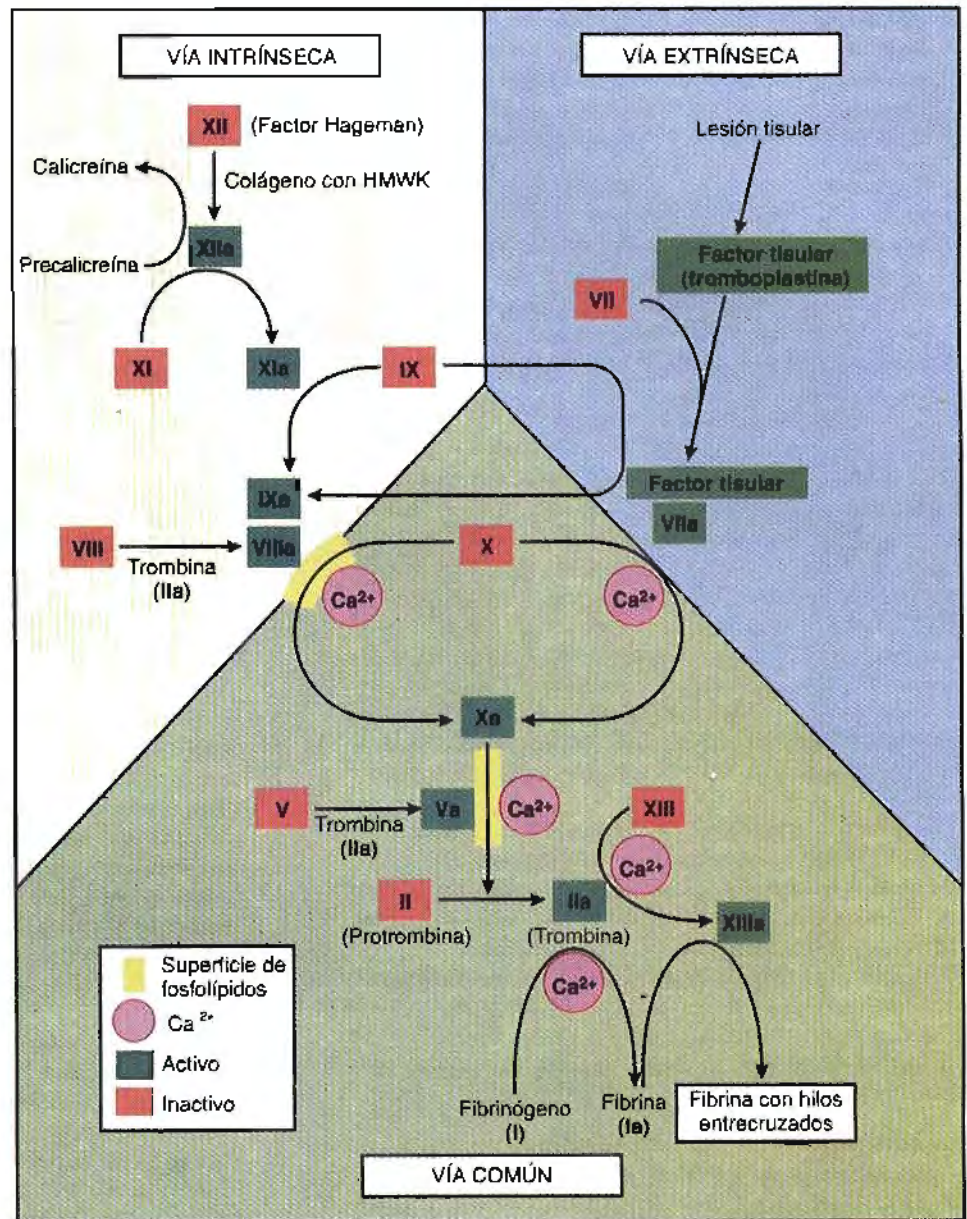 VÍA INTRÍNSECA
XII (Factor Hageman)
Calicreína
Colágeno con HMWK
XIIa
Precalicreína
XI
XIa
IX
IXa
VIII
VIIIa
Trombina
(IIa)
VÍA EXTRÍNSECA
Lesión tisular
Factor tisular
(tromboplastina)
VII
Factor tisular
VIIa
X
Ca2+
Ca2+
Xa
V
Va
Ca2+
Trombina
(IIa)
XIII
Ca2+
II
IIa
XIIIa
(Protrombina)
(Trombina)
Ca2+
Fibrinógeno
(I)
Fibrina
(Ia)
Fibrina con hilos
entrecruzados
Superficie de
fosfolípidos
Ca 2+
Activo
Inactivo
VÍA COMÚN